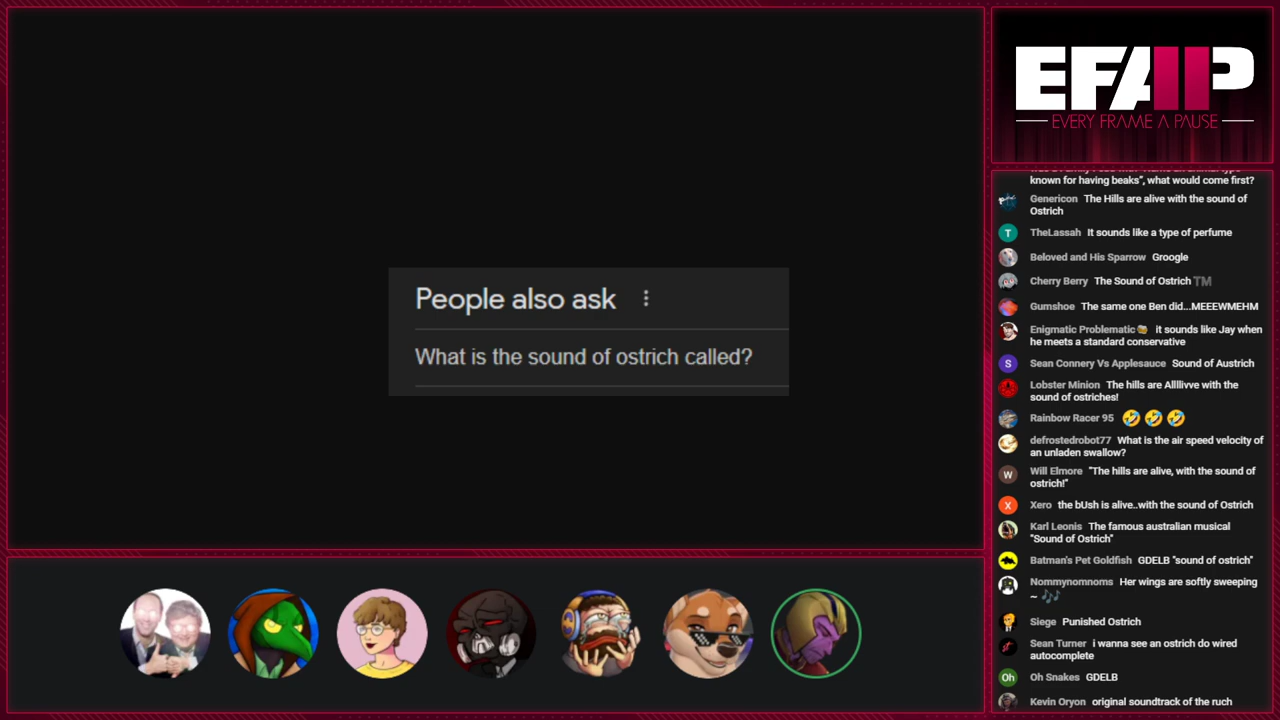 People also ask
What is the sound of ostrich called?
EFAP
EVERY FRAME A PAUSE
known for having beaks", what would come first?
Genericon The Hills are alive with the sound of
Ostrich
T TheLassah It sounds like a type of perfume
Beloved and His Sparrow Groogle
Cherry Berry The Sound of Ostrich™️
Gumshoe The same one Ben did...MEEEWMEHM
Enigmatic Problematic🍻 it sounds like Jay when
he meets a standard conservative
S Sean Connery Vs Applesauce Sound of Austrich
Lobster Minion The hills are Allllivve with the
sound of ostriches!
Rainbow Racer 95 🤣🤣🤣
defrostedrobot77 What is the air speed velocity of
an unladen swallow?
W Will Elmore "The hills are alive, with the sound of
ostrich!"
X Xero the bUsh is alive..with the sound of Ostrich
Karl Leonis The famous australian musical
"Sound of Ostrich"
Batman's Pet Goldfish GDELB "sound of ostrich"
Nommynomnoms Her wings are softly sweeping
~ 🎶
Siege Punished Ostrich
Sean Turner i wanna see an ostrich do wired
autocomplete
Oh Oh Snakes GDELB
Kevin Oryon original soundtrack of the ruch